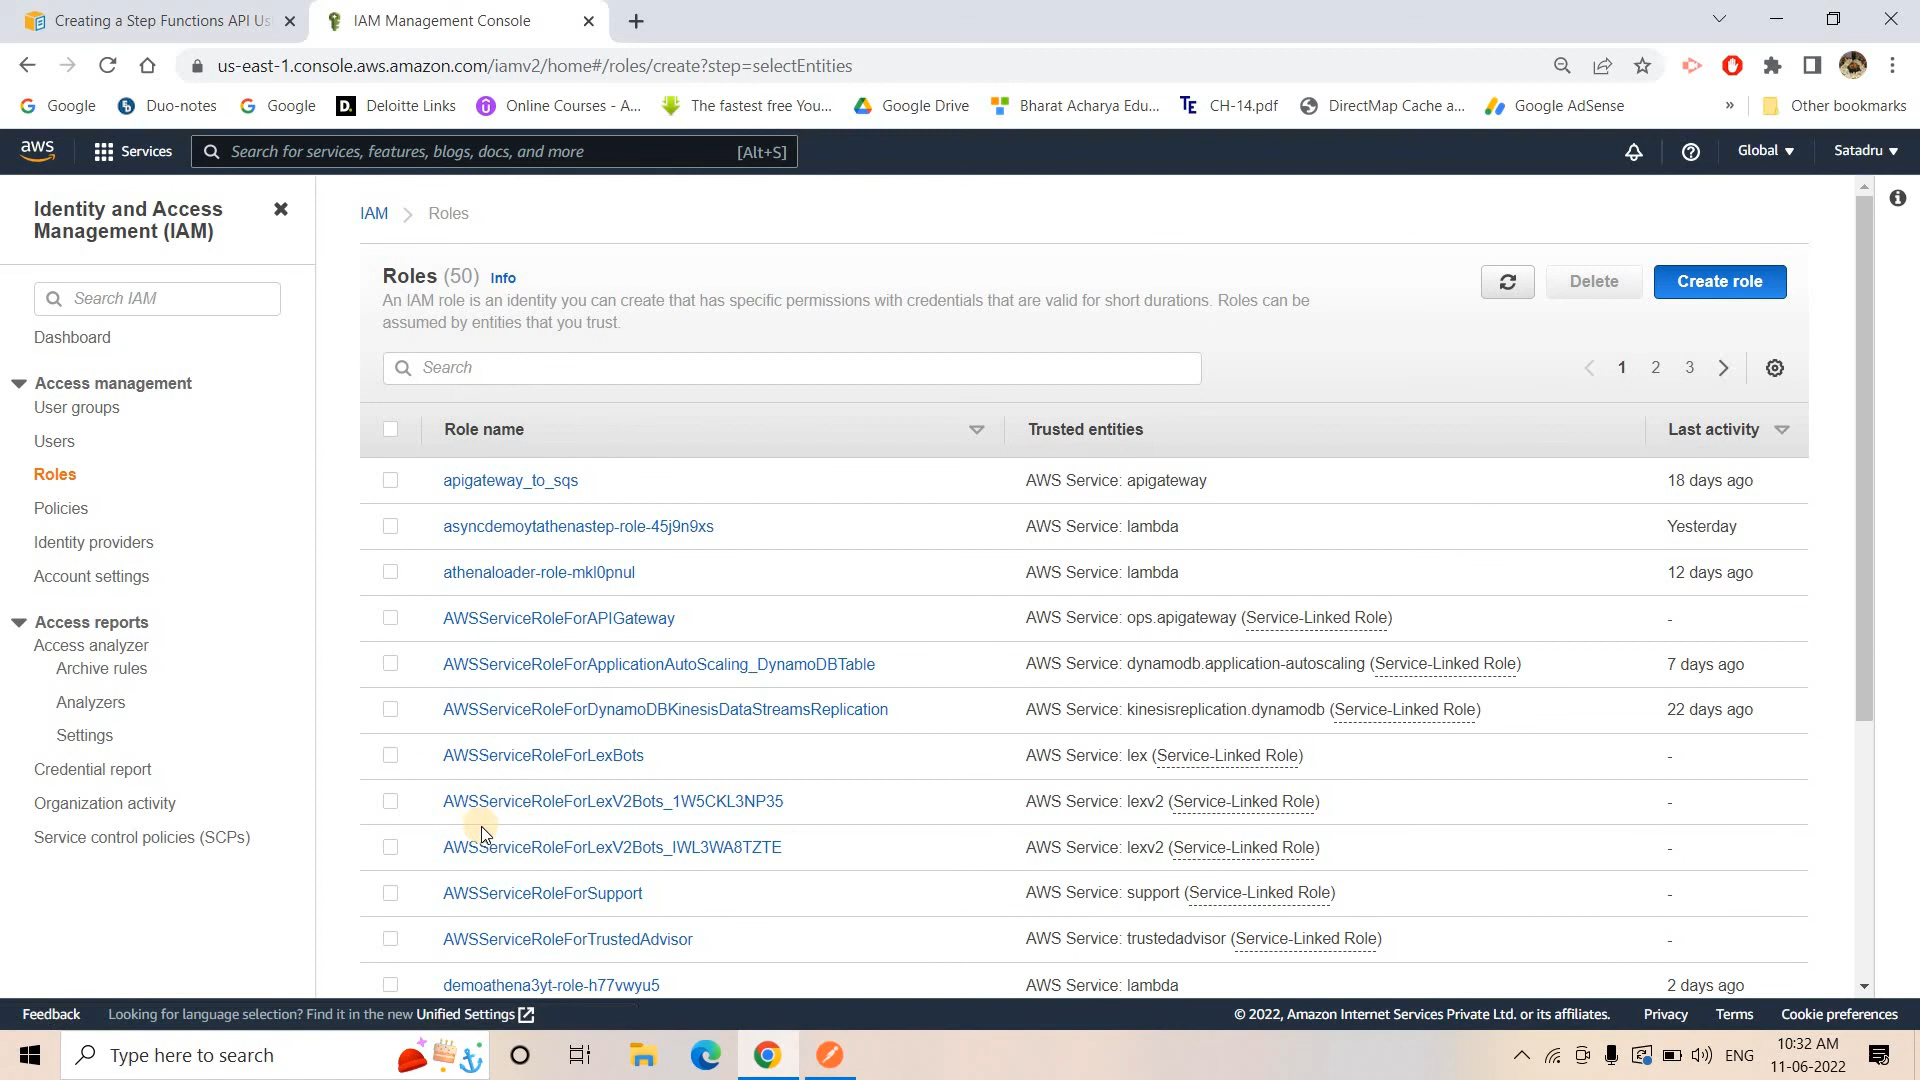 Creating a Step Functions API Us
IAM Management Console
us-east-1.console.aws.amazon.com/iamv2/home#/roles/create?step=selectEntities
Google
Duo-notes
Google
Deloitte Links
Online Courses - A...
The fastest free You...
Google Drive
Bharat Acharya Edu...
CH-14.pdf
DirectMap Cache a...
Google AdSense
»
Other bookmarks
aws
Services
Search for services, features, blogs, docs, and more
[Alt+S]
Global
Satadru
Identity and Access
Management (IAM)
Search IAM
Dashboard
Access management
User groups
Users
Roles
Policies
Identity providers
Account settings
Access reports
Access analyzer
Archive rules
Analyzers
Settings
Credential report
Organization activity
Service control policies (SCPs)
IAM > Roles
Roles (50) Info
An IAM role is an identity you can create that has specific permissions with credentials that are valid for short durations. Roles can be
assumed by entities that you trust.
Delete
Create role
Search
1 2 3
Role name Trusted entities Last activity
apigateway_to_sqs AWS Service: apigateway 18 days ago
asyncdemoytathenastep-role-45j9n9xs AWS Service: lambda Yesterday
athenaloader-role-mkl0pnul AWS Service: lambda 12 days ago
AWSServiceRoleForAPIGateway AWS Service: ops.apigateway (Service-Linked Role) -
AWSServiceRoleForApplicationAutoScaling_DynamoDBTable AWS Service: dynamodb.application-autoscaling (Service-Linked Role) 7 days ago
AWSServiceRoleForDynamoDBKinesisDataStreamsReplication AWS Service: kinesisreplication.dynamodb (Service-Linked Role) 22 days ago
AWSServiceRoleForLexBots AWS Service: lex (Service-Linked Role) -
AWSServiceRoleForLexV2Bots_1W5CKL3NP35 AWS Service: lexv2 (Service-Linked Role) -
AWSServiceRoleForLexV2Bots_IWL3WA8TZTE AWS Service: lexv2 (Service-Linked Role) -
AWSServiceRoleForSupport AWS Service: support (Service-Linked Role) -
AWSServiceRoleForTrustedAdvisor AWS Service: trustedadvisor (Service-Linked Role) -
demoathena3yt-role-h77vwyu5 AWS Service: lambda 2 days ago
Feedback
Looking for language selection? Find it in the new Unified Settings
© 2022, Amazon Internet Services Private Ltd. or its affiliates.
Privacy
Terms
Cookie preferences
Type here to search
ENG
10:32 AM
11-06-2022